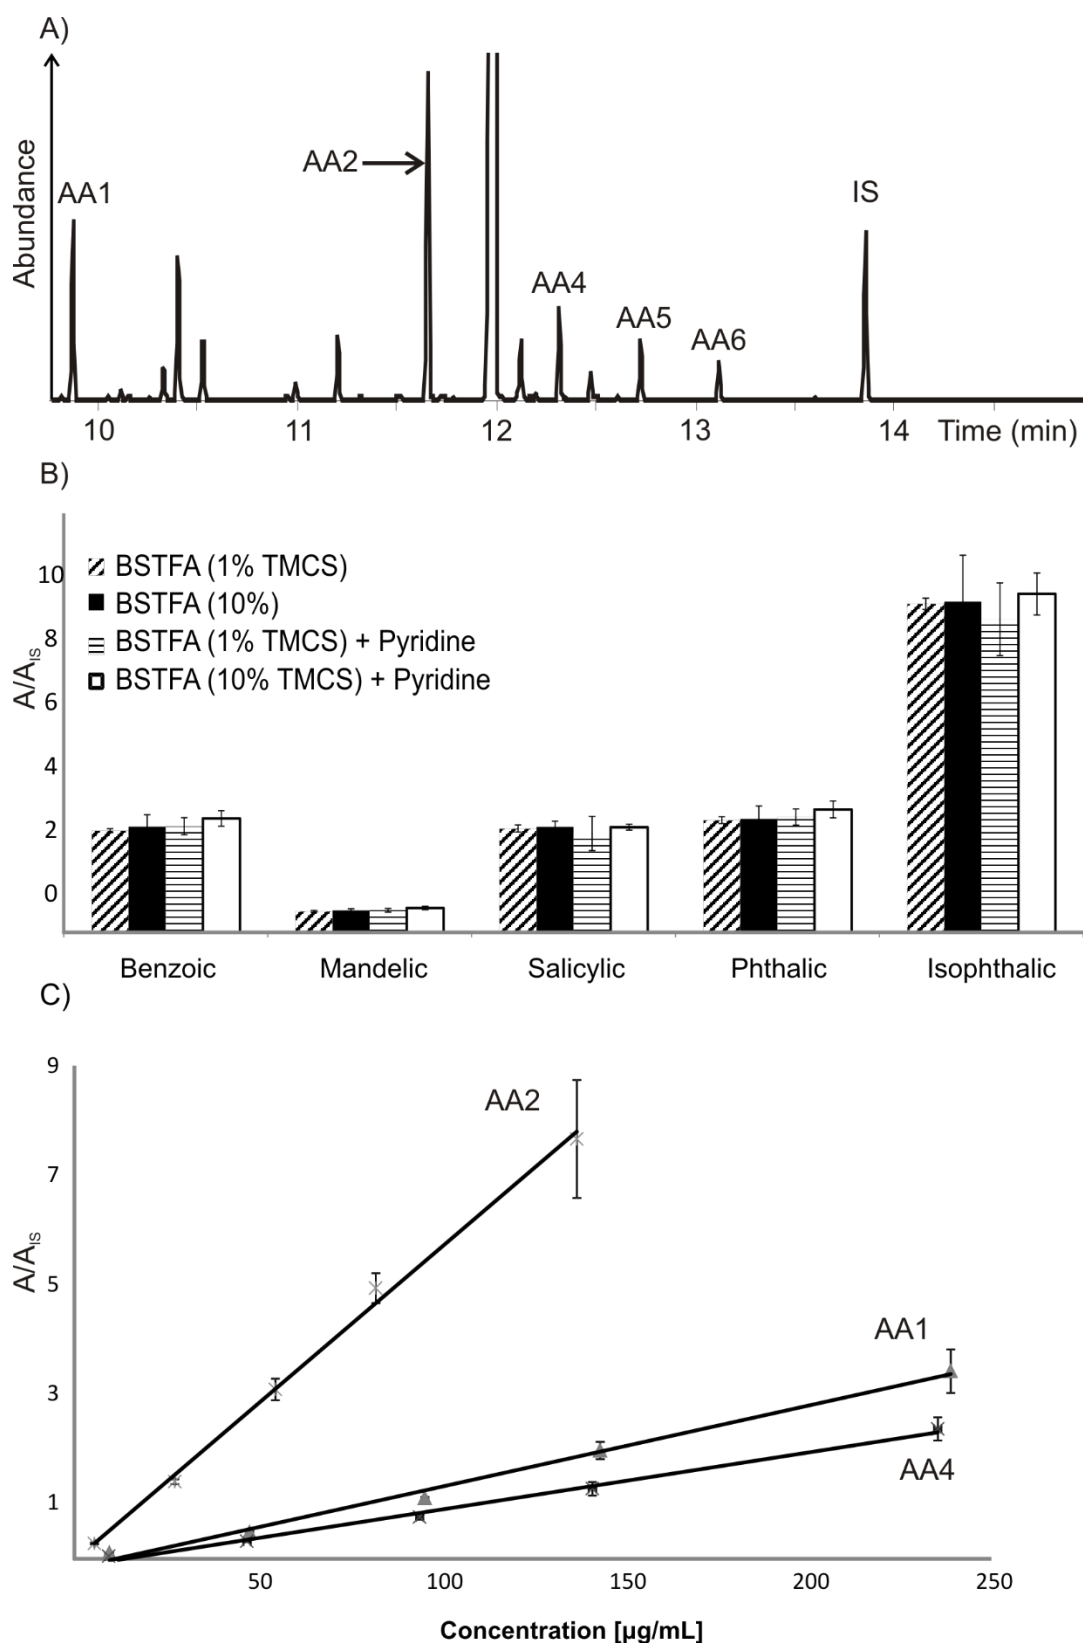 A)
Abundance
AA1
AA2
AA4
AA5
AA6
IS
10 11 12 13 14 Time (min)
B)
A/AIS
10
8
6
4
2
0
BSTFA (1% TMCS)
BSTFA (10%)
BSTFA (1% TMCS) + Pyridine
BSTFA (10% TMCS) + Pyridine
Benzoic Mandelic Salicylic Phthalic Isophthalic
C)
A/AIS
9
7
5
3
1
AA2
AA1
AA4
50 100 150 200 250
Concentration [µg/mL]